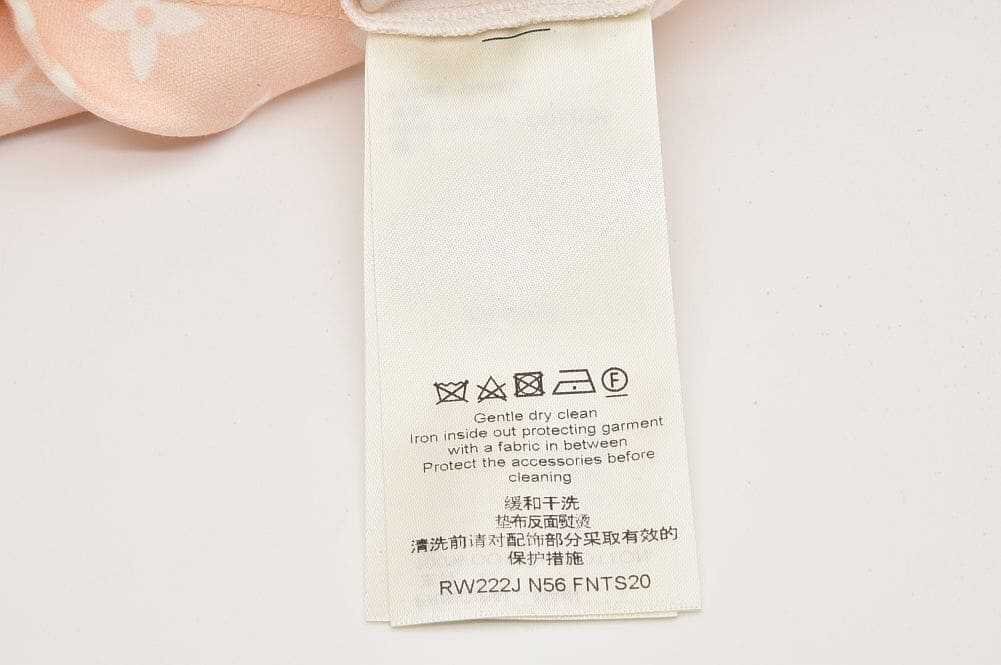 F
Gentle dry clean
Iron inside out protecting garment
with a fabric in between
Protect the accessories before
cleaning
缓和干洗
垫布反面熨烫
清洗前请对配饰部分采取有效的
保护措施
RW222J N56 FNTS20